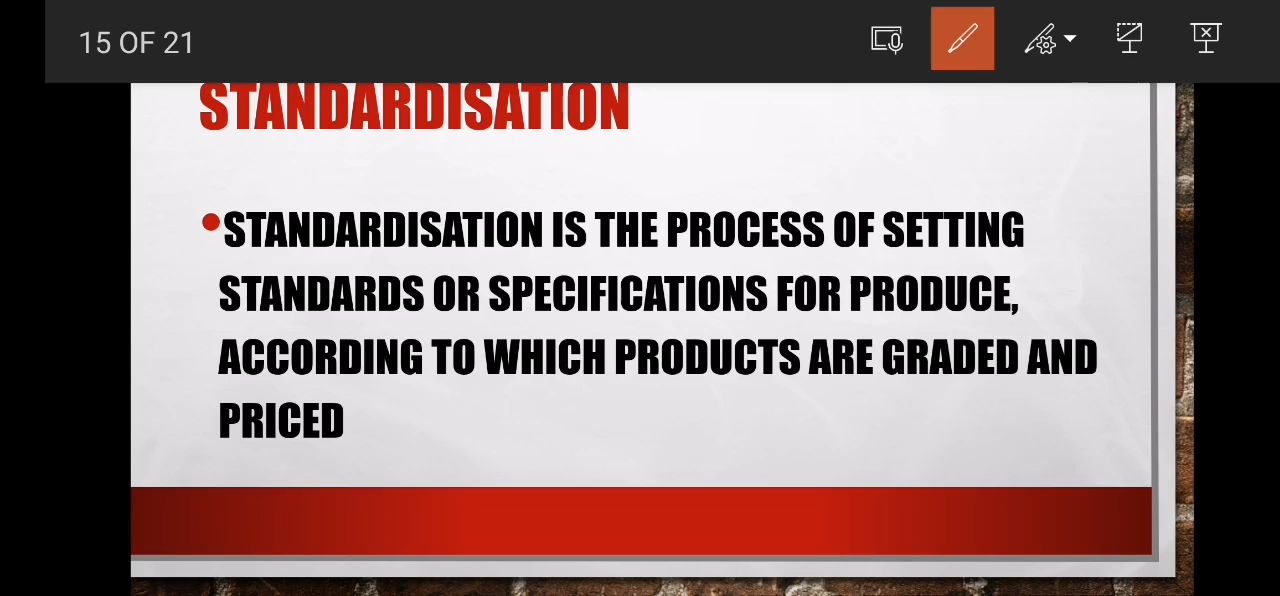 15 OF 21
STANDARDISATION
•STANDARDISATION IS THE PROCESS OF SETTING
STANDARDS OR SPECIFICATIONS FOR PRODUCE,
ACCORDING TO WHICH PRODUCTS ARE GRADED AND
PRICED